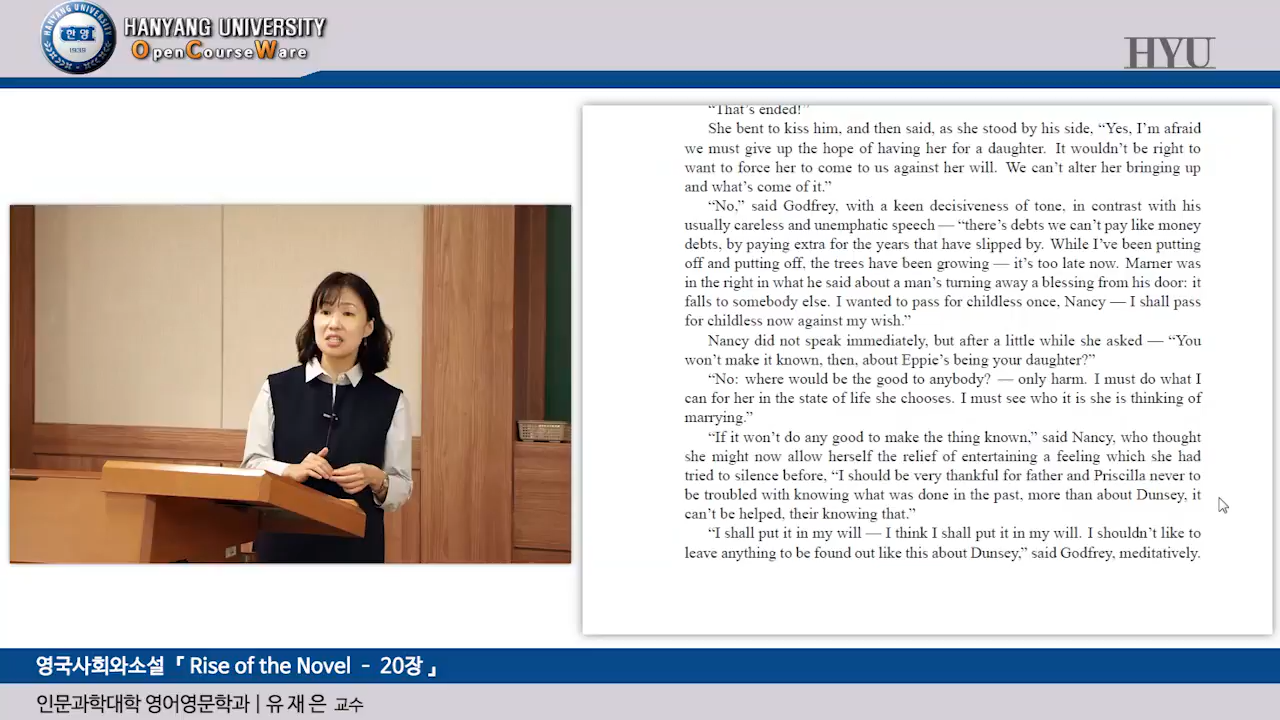 HANYANG UNIVERSITY
OpenCourseWare
HANYANG UNIVERSITY
한양
1939
HYU
“That’s ended!”
She bent to kiss him, and then said, as she stood by his side, “Yes, I’m afraid
we must give up the hope of having her for a daughter. It wouldn’t be right to
want to force her to come to us against her will. We can’t alter her bringing up
and what’s come of it.”
“No,” said Godfrey, with a keen decisiveness of tone, in contrast with his
usually careless and unemphatic speech — “there’s debts we can’t pay like money
debts, by paying extra for the years that have slipped by. While I’ve been putting
off and putting off, the trees have been growing — it’s too late now. Marner was
in the right in what he said about a man’s turning away a blessing from his door: it
falls to somebody else. I wanted to pass for childless once, Nancy — I shall pass
for childless now against my wish.”
Nancy did not speak immediately, but after a little while she asked — “You
won’t make it known, then, about Eppie’s being your daughter?”
“No: where would be the good to anybody? — only harm. I must do what I
can for her in the state of life she chooses. I must see who it is she is thinking of
marrying.”
“If it won’t do any good to make the thing known,” said Nancy, who thought
she might now allow herself the relief of entertaining a feeling which she had
tried to silence before, “I should be very thankful for father and Priscilla never to
be troubled with knowing what was done in the past, more than about Dunsey, it
can’t be helped, their knowing that.”
“I shall put it in my will — I think I shall put it in my will. I shouldn’t like to
leave anything to be found out like this about Dunsey,” said Godfrey, meditatively.
영국사회와소설 「 Rise of the Novel - 20장 」
인문과학대학 영어영문학과 | 유 재 은 교수